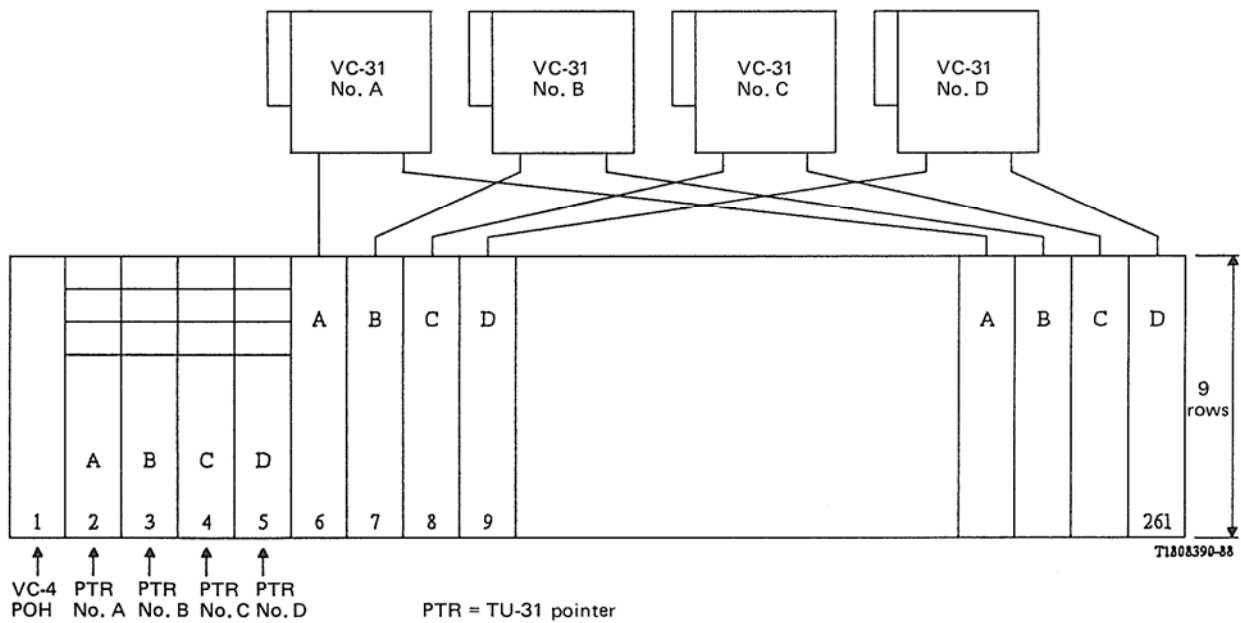 VC-31
No. A
VC-31
No. B
VC-31
No. C
VC-31
No. D
A B C D A B C D
9
rows
A B C D
1 2 3 4 5 6 7 8 9 261
T1808390-88
VC-4 PTR PTR PTR PTR
POH No. A No. B No. C No. D PTR = TU-31 pointer